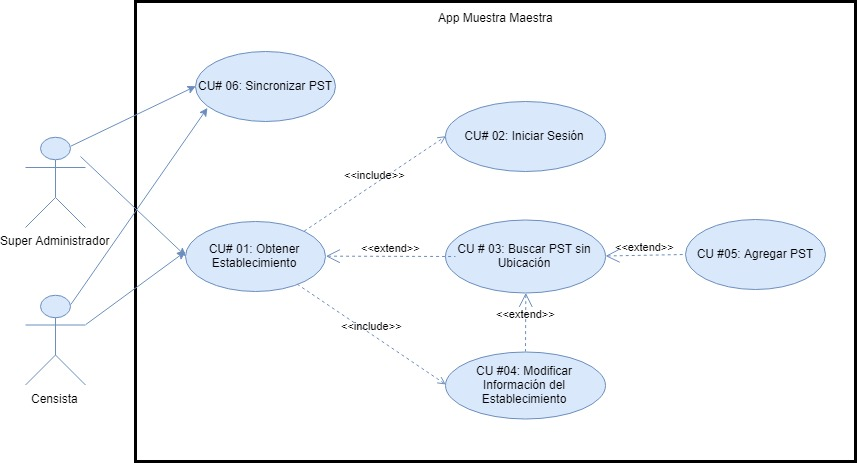 App Muestra Maestra
CU# 06: Sincronizar PST
CU# 02: Iniciar Sesión
<<include>>
Super Administrador
CU# 01: Obtener
Establecimiento
<<extend>>
CU # 03: Buscar PST sin
Ubicación
<<extend>>
CU #05: Agregar PST
<<extend>>
<<include>>
CU #04: Modificar
Información del
Establecimiento
Censista